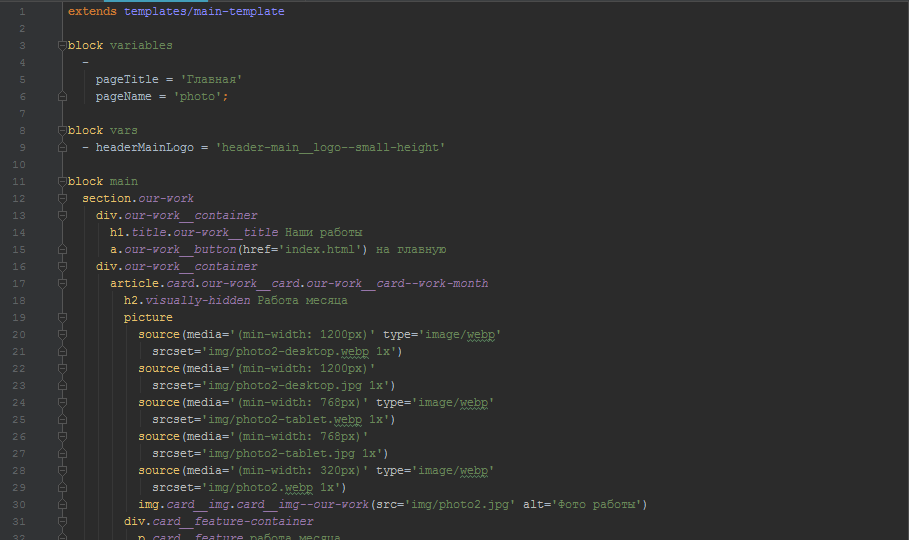 1 extends templates/main-template
2
3 block variables
4 -
5 pageTitle = 'Главная'
6 pageName = 'photo';
7
8 block vars
9 - headerMainLogo = 'header-main__logo--small-height'
10
11 block main
12 section.our-work
13 div.our-work__container
14 h1.title.our-work__title Наши работы
15 a.our-work__button(href='index.html') на главную
16 div.our-work__container
17 article.card.our-work__card.our-work__card--work-month
18 h2.visually-hidden Работа месяца
19 picture
20 source(media='(min-width: 1200px)' type='image/webp'
21 srcset='img/photo2-desktop.webp 1x')
22 source(media='(min-width: 1200px)'
23 srcset='img/photo2-desktop.jpg 1x')
24 source(media='(min-width: 768px)' type='image/webp'
25 srcset='img/photo2-tablet.webp 1x')
26 source(media='(min-width: 768px)'
27 srcset='img/photo2-tablet.jpg 1x')
28 source(media='(min-width: 320px)' type='image/webp'
29 srcset='img/photo2.webp 1x')
30 img.card__img.card__img--our-work(src='img/photo2.jpg' alt='Фото работы')
31 div.card__feature-container
32 p.card__feature работа месяца